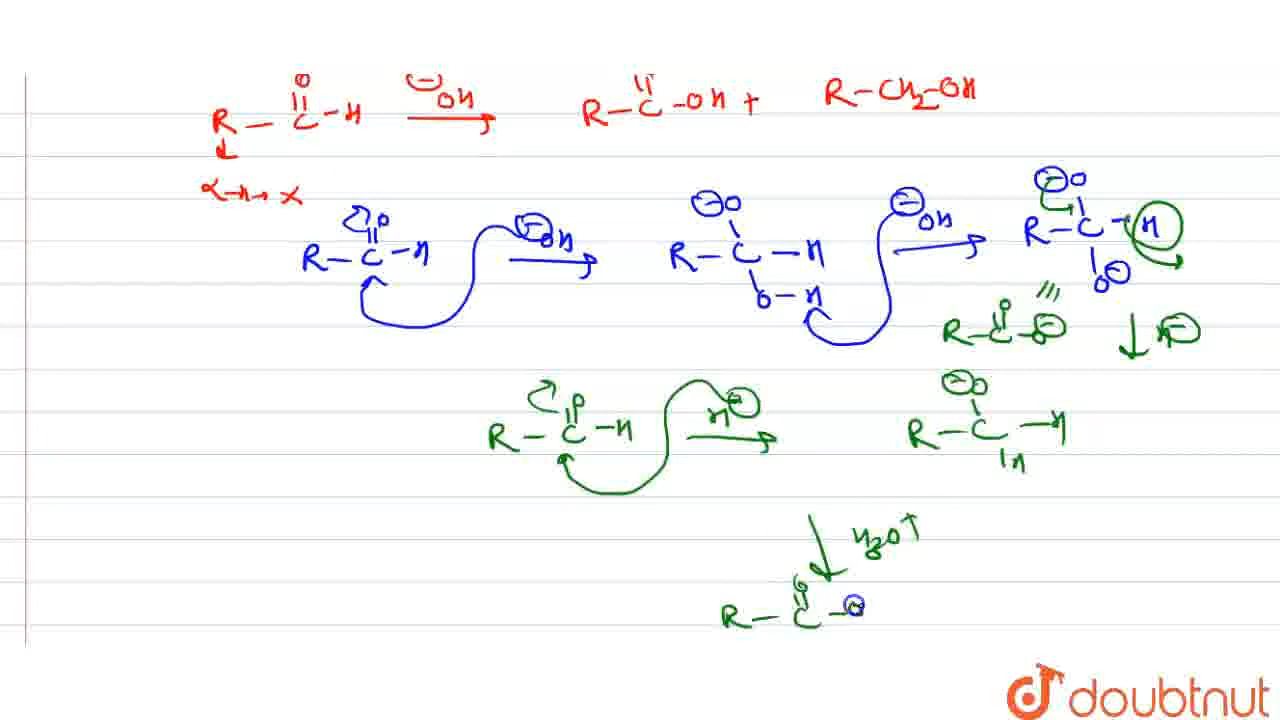 O O
R – C – H ⊖OH → R – C – OH + R – CH2 – OH
α – H → ×
⊖O ⊖ ⊖O
O ⊖OH → R – C – H OH → R – C – H
R – C – H O – H O⊖
O
R – C – O⊖ ↓ H⊖
O ⊖O
R – C – H H⊖ → R – C – H
H
↓ H3O+
O
R – C – O
doubtnut